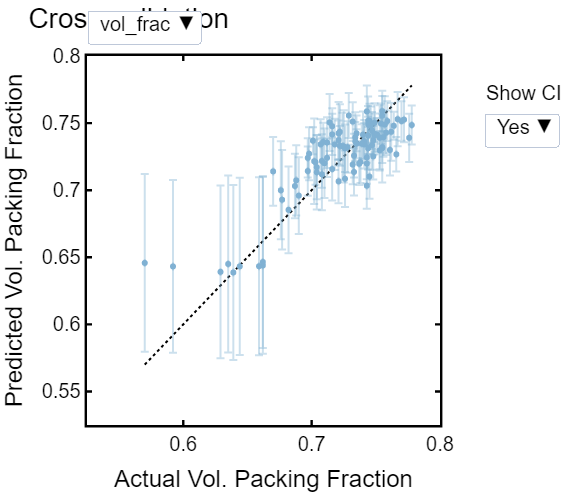 Cros
on
vol_frac ▼
Show CI
Yes ▼
Predicted Vol. Packing Fraction
0.8
0.75
0.7
0.65
0.6
0.55
0.6 0.7 0.8
Actual Vol. Packing Fraction